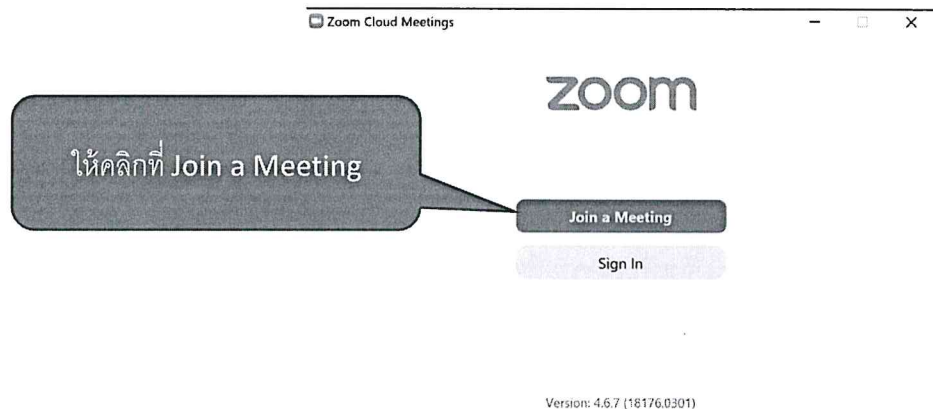 Zoom Cloud Meetings
zoom
ให้คลิกที่ Join a Meeting
Join a Meeting
Sign In
Version: 4.6.7 (18176.0301)